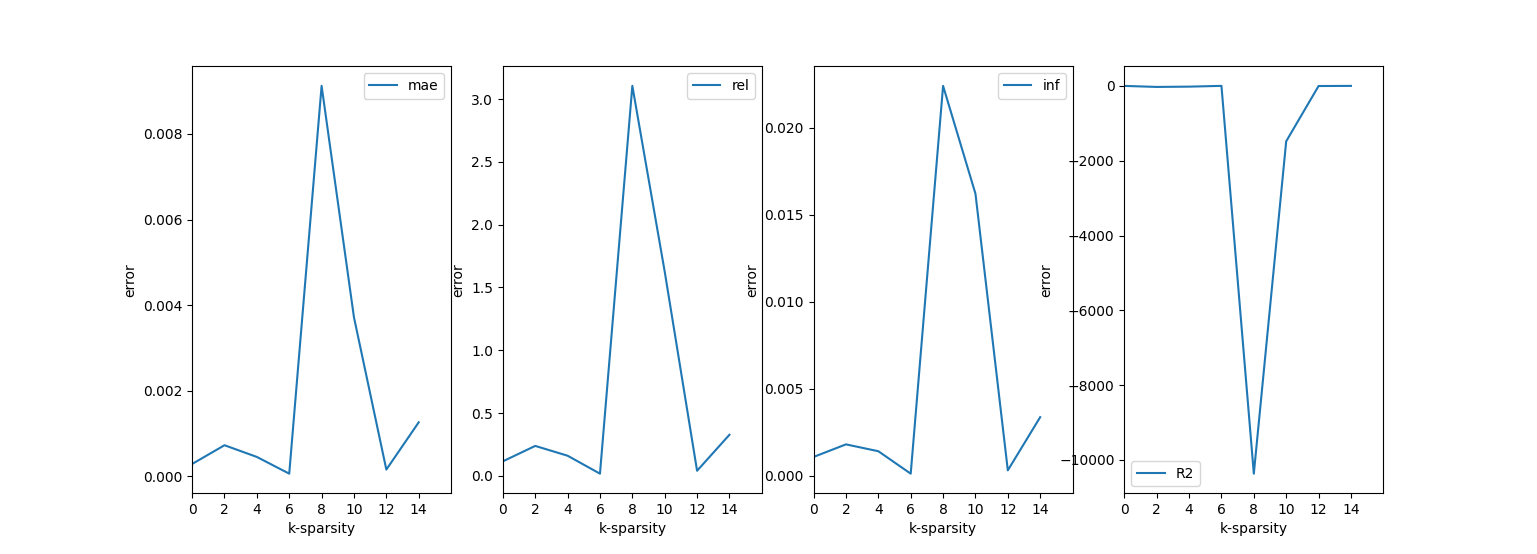 mae
0.008
0.006
0.004
0.002
0.000
error
0 2 4 6 8 10 12 14
k-sparsity
rel
3.0
2.5
2.0
1.5
1.0
0.5
0.0
error
0 2 4 6 8 10 12 14
k-sparsity
inf
0.020
0.015
0.010
0.005
0.000
error
0 2 4 6 8 10 12 14
k-sparsity
0
−2000
−4000
−6000
−8000
−10000
error
R2
0 2 4 6 8 10 12 14
k-sparsity